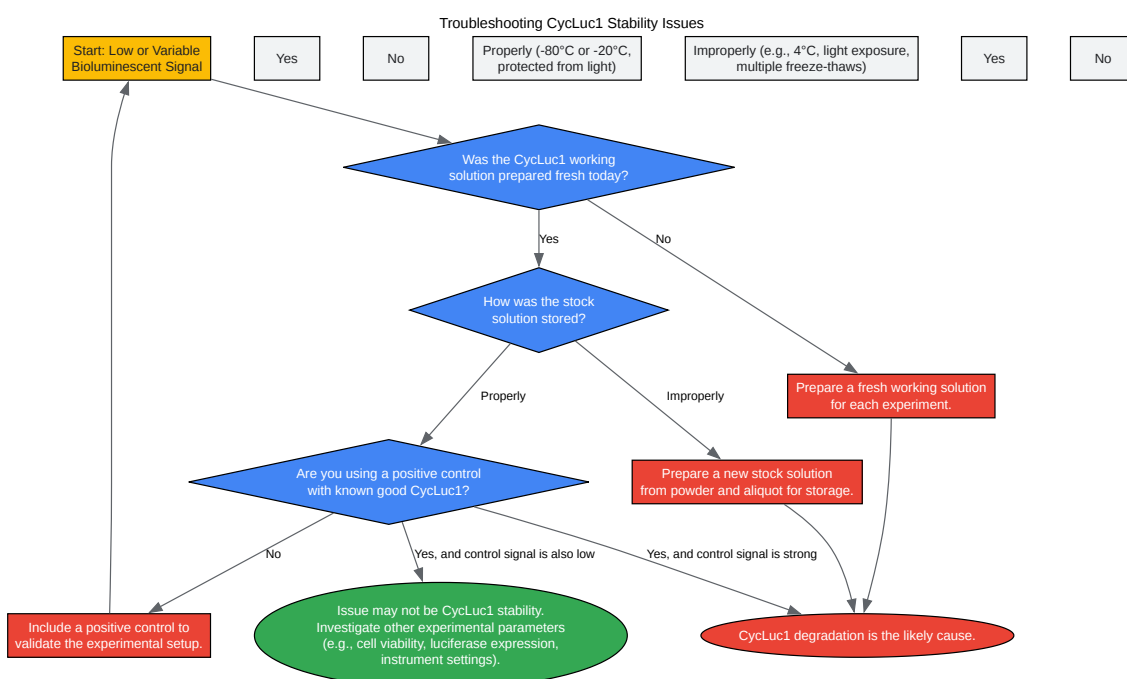 Troubleshooting CycLuc1 Stability Issues
Start: Low or Variable
Bioluminescent Signal
Yes
No
Properly (-80°C or -20°C,
protected from light)
Improperly (e.g., 4°C, light exposure,
multiple freeze-thaws)
Yes
No
Was the CycLuc1 working
solution prepared fresh today?
Yes
No
How was the stock
solution stored?
Prepare a fresh working solution
for each experiment.
Properly
Improperly
Are you using a positive control
with known good CycLuc1?
Prepare a new stock solution
from powder and aliquot for storage.
No
Yes, and control signal is also low
Yes, and control signal is strong
Include a positive control to
validate the experimental setup.
Issue may not be CycLuc1 stability.
Investigate other experimental parameters
(e.g., cell viability, luciferase expression,
instrument settings).
CycLuc1 degradation is the likely cause.